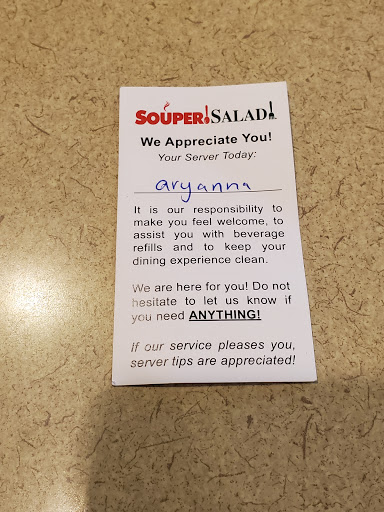 SOUPER!SALAD!
We Appreciate You!
Your Server Today:
aryanna
It is our responsibility to
make you feel welcome, to
assist you with beverage
refills and to keep your
dining experience clean.
We are here for you! Do not
hesitate to let us know if
you need ANYTHING!
If our service pleases you,
server tips are appreciated!